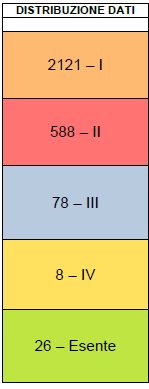 DISTRIBUZIONE DATI
2121 – I
588 – II
78 – III
8 – IV
26 – Esente